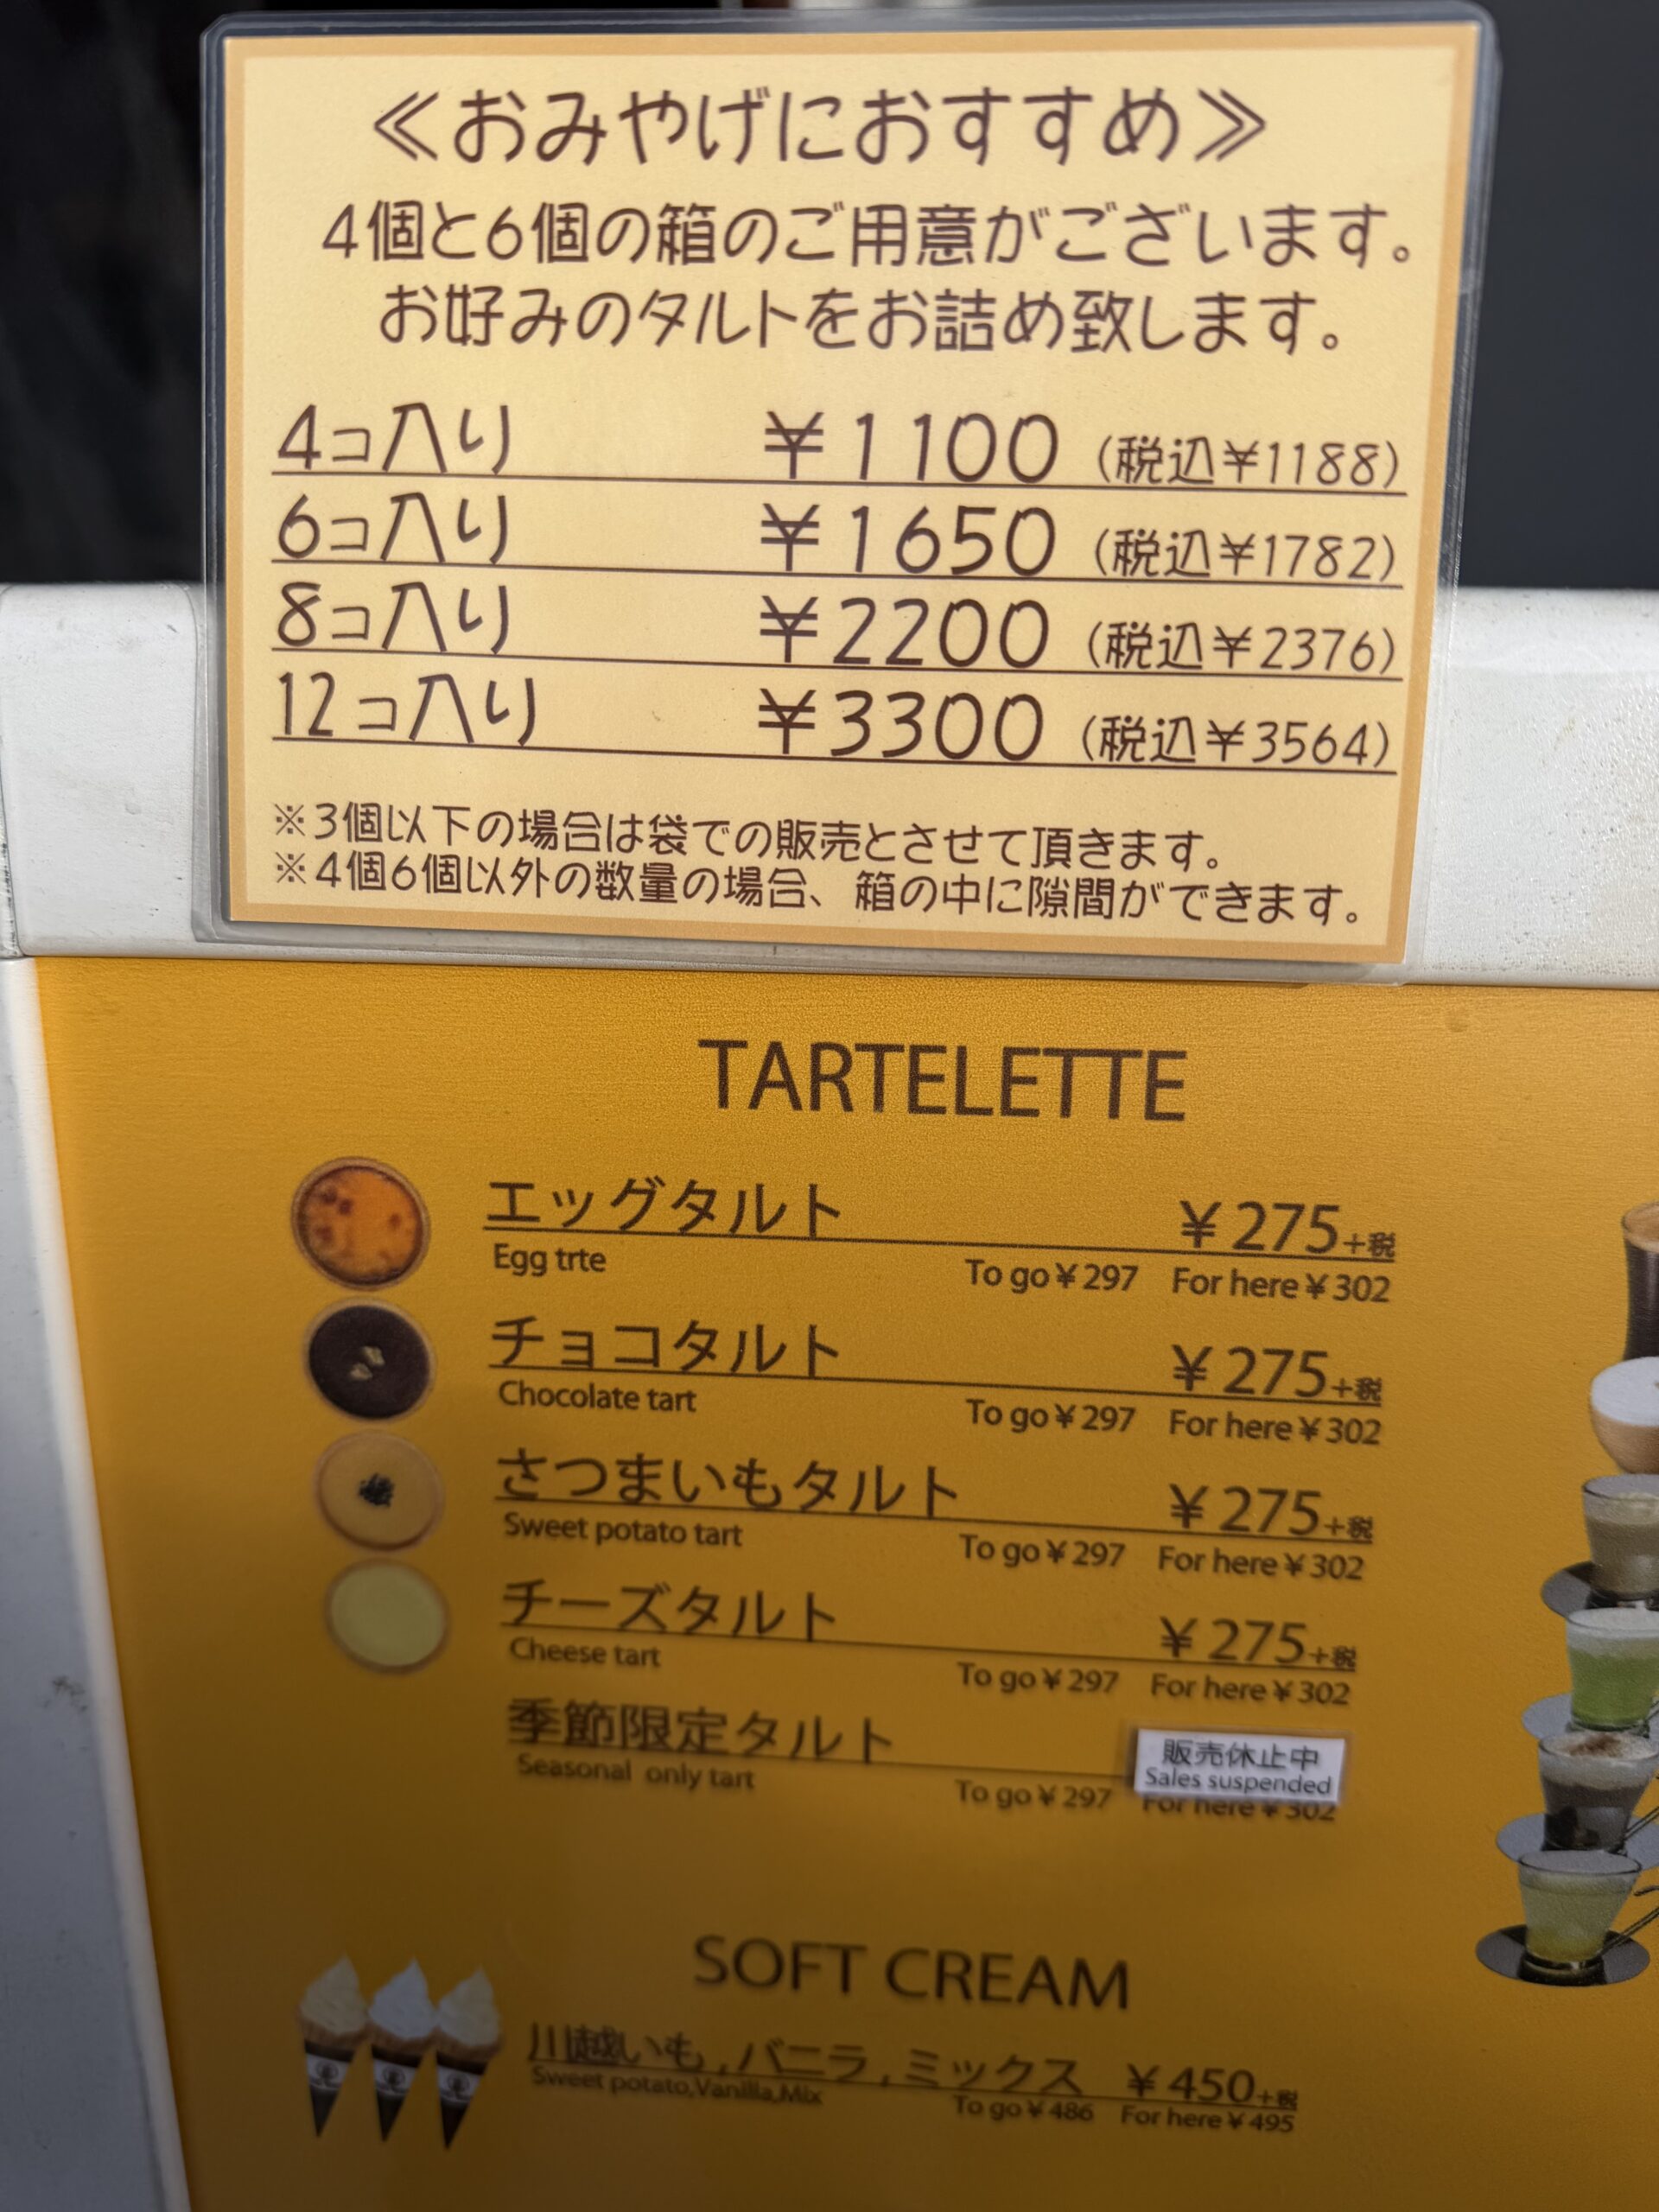 ≪おみやげにおすすめ≫
4個と6個の箱のご用意がございます。
お好みのタルトをお詰め致します。
4コ入り ¥1100 (税込¥1188)
6コ入り ¥1650 (税込¥1782)
8コ入り ¥2200 (税込¥2376)
12コ入り ¥3300 (税込¥3564)
※3個以下の場合は袋での販売とさせて頂きます。
※4個6個以外の数量の場合、箱の中に隙間ができます。
TARTELETTE
エッグタルト ¥275+税
Egg trte To go¥297 For here¥302
チョコタルト ¥275+税
Chocolate tart To go¥297 For here¥302
さつまいもタルト ¥275+税
Sweet potato tart To go¥297 For here¥302
チーズタルト ¥275+税
Cheese tart To go¥297 For here¥302
季節限定タルト 販売休止中
Sales suspended
Seasonal only tart To go¥297 For here¥302
SOFT CREAM
川越いも,バニラ,ミックス ¥450+税
Sweet potato,Vanilla,Mix To go¥486 For here¥495